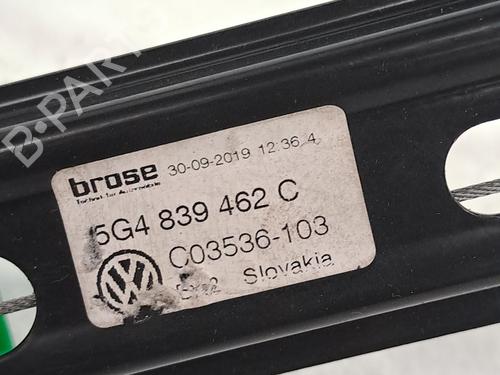 B-PARTS
brose 30-09-2019 12:36 4
Technik für Automobile
5G4 839 462 C
C03536-103
Slovakia